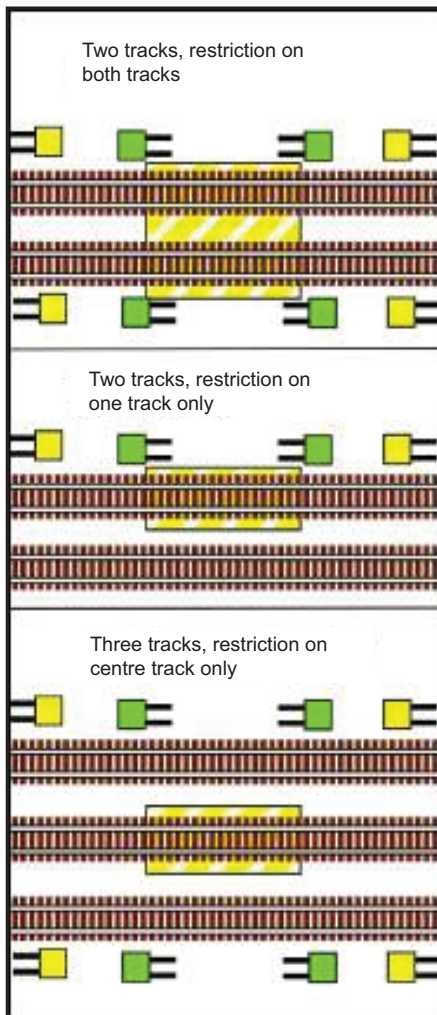 Two tracks, restriction on
both tracks
Two tracks, restriction on
one track only
Three tracks, restriction on
centre track only